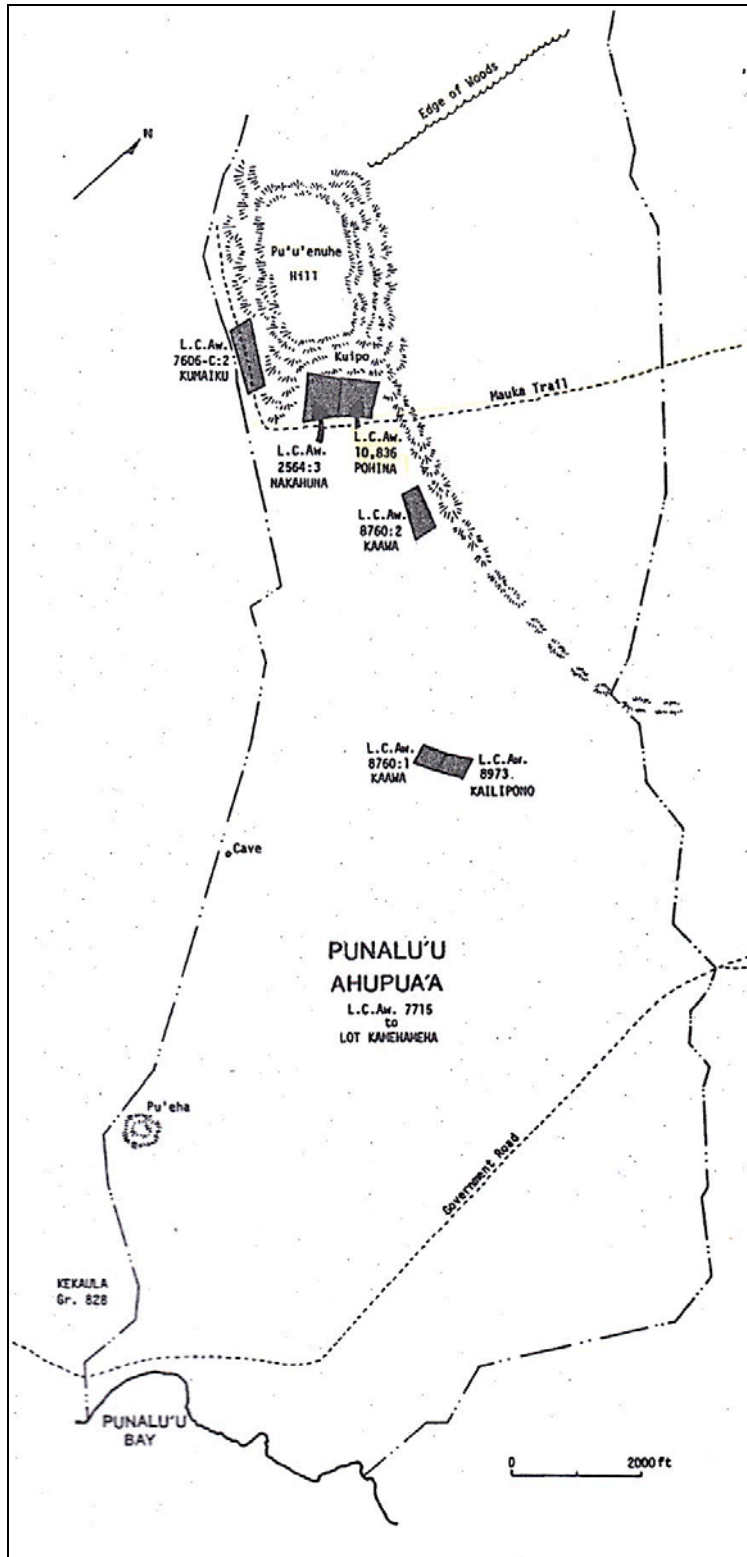 Edge of Woods
N
Pu'u'enuhe
Hill
L.C.Aw.
7606-C:2
KUMAIKU
Kuipo
Mauka Trail
L.C.Aw.
2564:3
NAKAHUNA
L.C.Aw.
10,836
POHINA
L.C.Aw.
8760:2
KAAWA
L.C.Aw.
8760:1
KAAWA
L.C.Aw.
8973.
KAILIPONO
Cave
PUNALU'U
AHUPUA'A
L.C.Aw. 7715
to
LOT KAMEHAMEHA
Pu'eha
Government Road
KEKAULA
Gr. 828
PUNALU'U
BAY
0 2000 ft